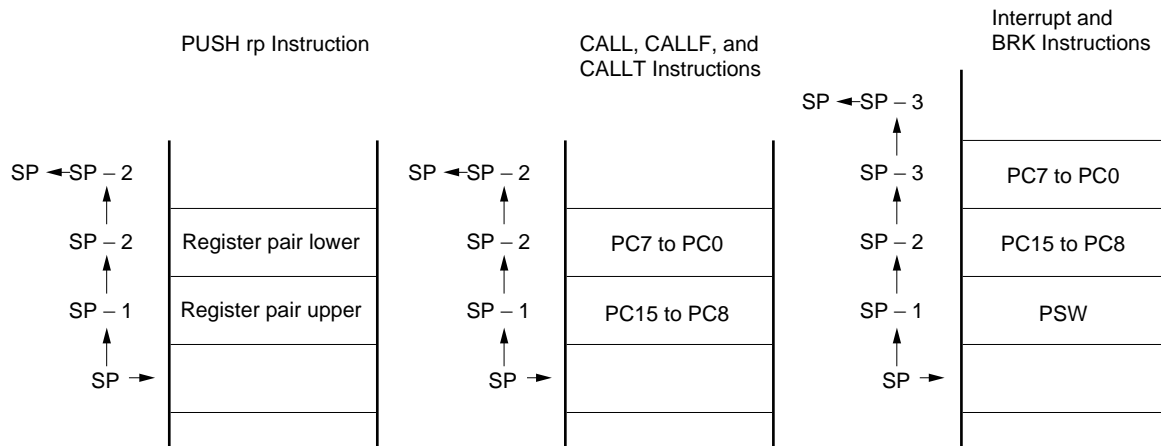 PUSH rp Instruction
CALL, CALLF, and
CALLT Instructions
Interrupt and
BRK Instructions
SP SP – 2
SP – 2 Register pair lower
SP – 1 Register pair upper
SP
SP SP – 2
SP – 2 PC7 to PC0
SP – 1 PC15 to PC8
SP
SP SP – 3
SP – 3 PC7 to PC0
SP – 2 PC15 to PC8
SP – 1 PSW
SP